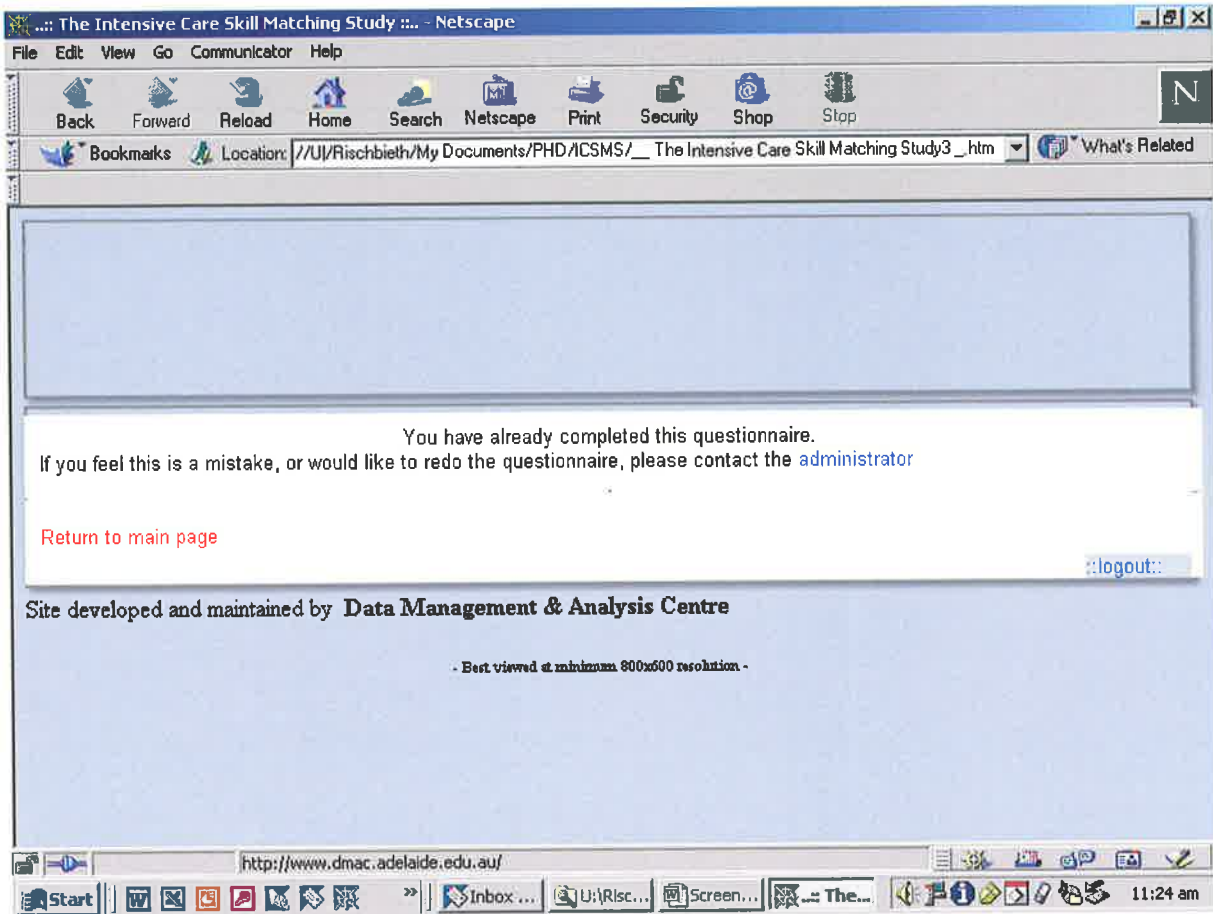 ..:: The Intensive Care Skill Matching Study ::.. - Netscape
File Edit View Go Communicator Help
Back Forward Reload Home Search Netscape Print Security Shop Stop
N
Bookmarks Location: //U|/Rischbieth/My Documents/PHD/ICSMS/__ The Intensive Care Skill Matching Study3 _.htm What's Related
You have already completed this questionnaire.
If you feel this is a mistake, or would like to redo the questionnaire, please contact the administrator
Return to main page
::logout::
Site developed and maintained by Data Management & Analysis Centre
- Best viewed at minimum 800x600 resolution -
http://www.dmac.adelaide.edu.au/
Start » Inbox ... U:\Risc... Screen... ..:: The... 11:24 am